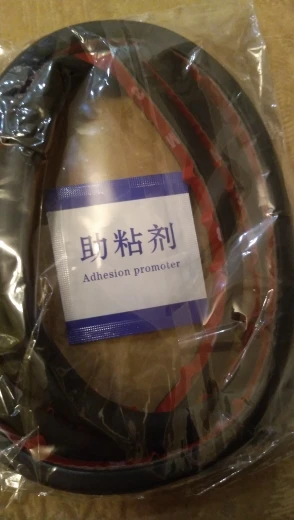 助粘剂
Adhesion promoter